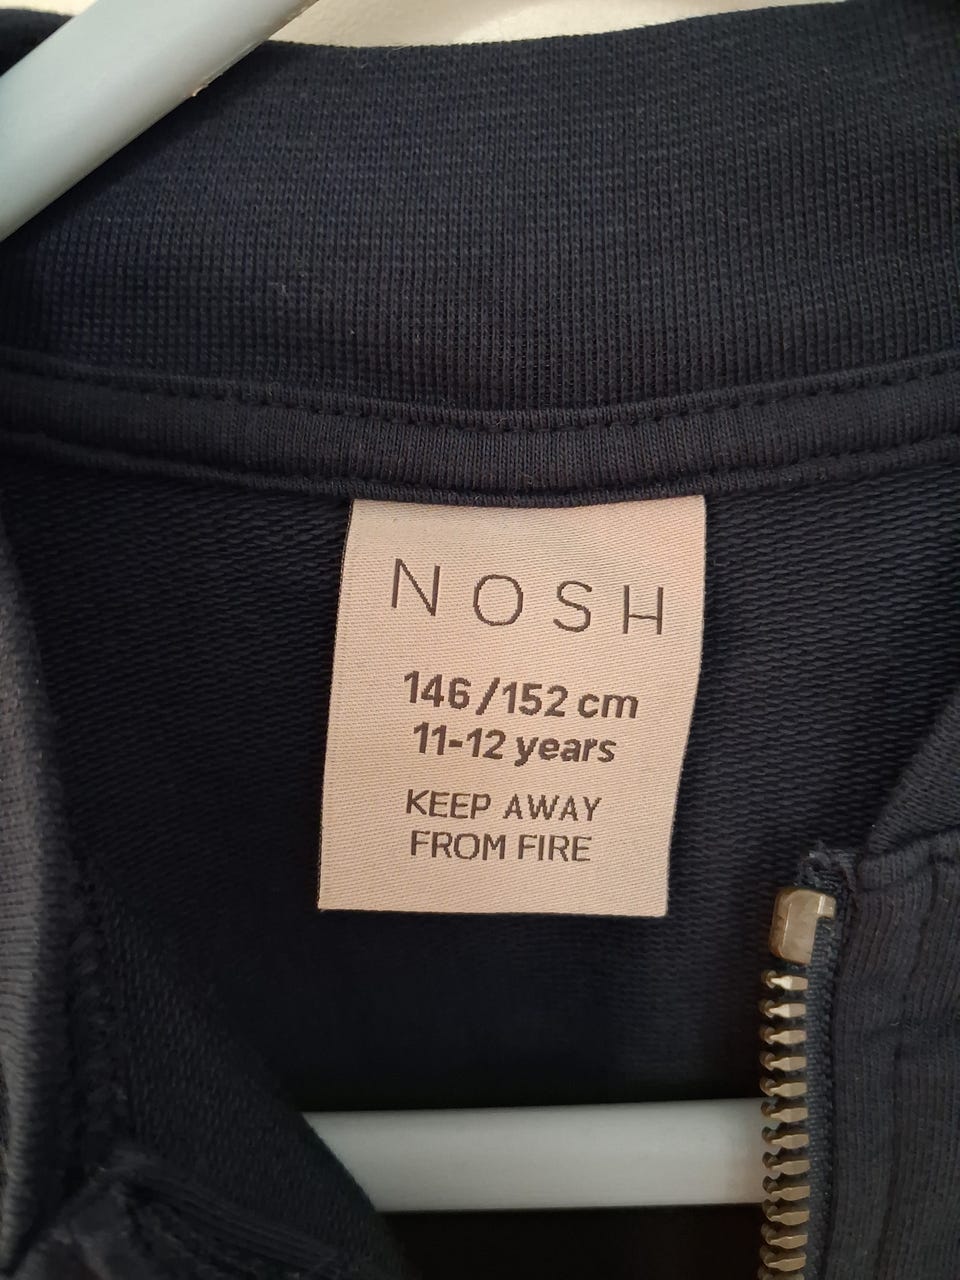 NOSH
146/152 cm
11-12 years
KEEP AWAY
FROM FIRE